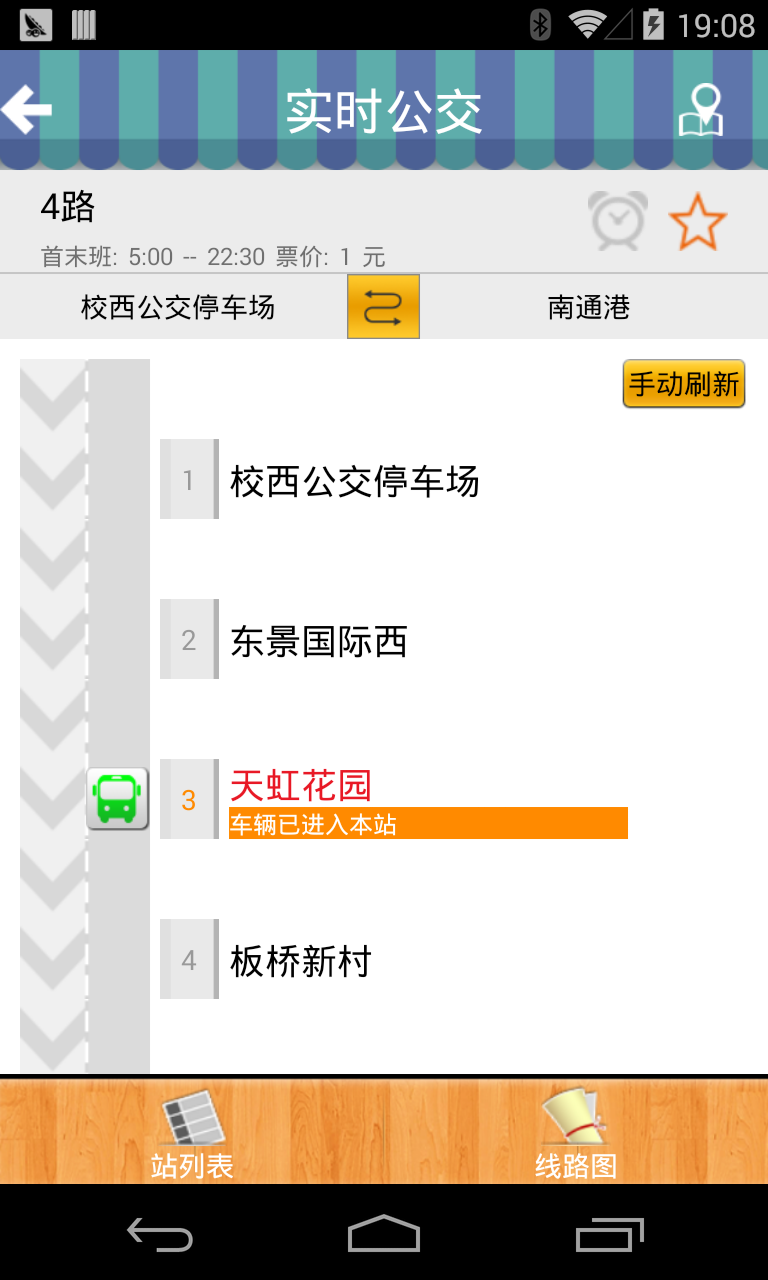 19:08
实时公交
4路
首末班: 5:00 -- 22:30 票价: 1 元
校西公交停车场
南通港
手动刷新
1 校西公交停车场
2 东景国际西
3 天虹花园
车辆已进入本站
4 板桥新村
站列表
线路图